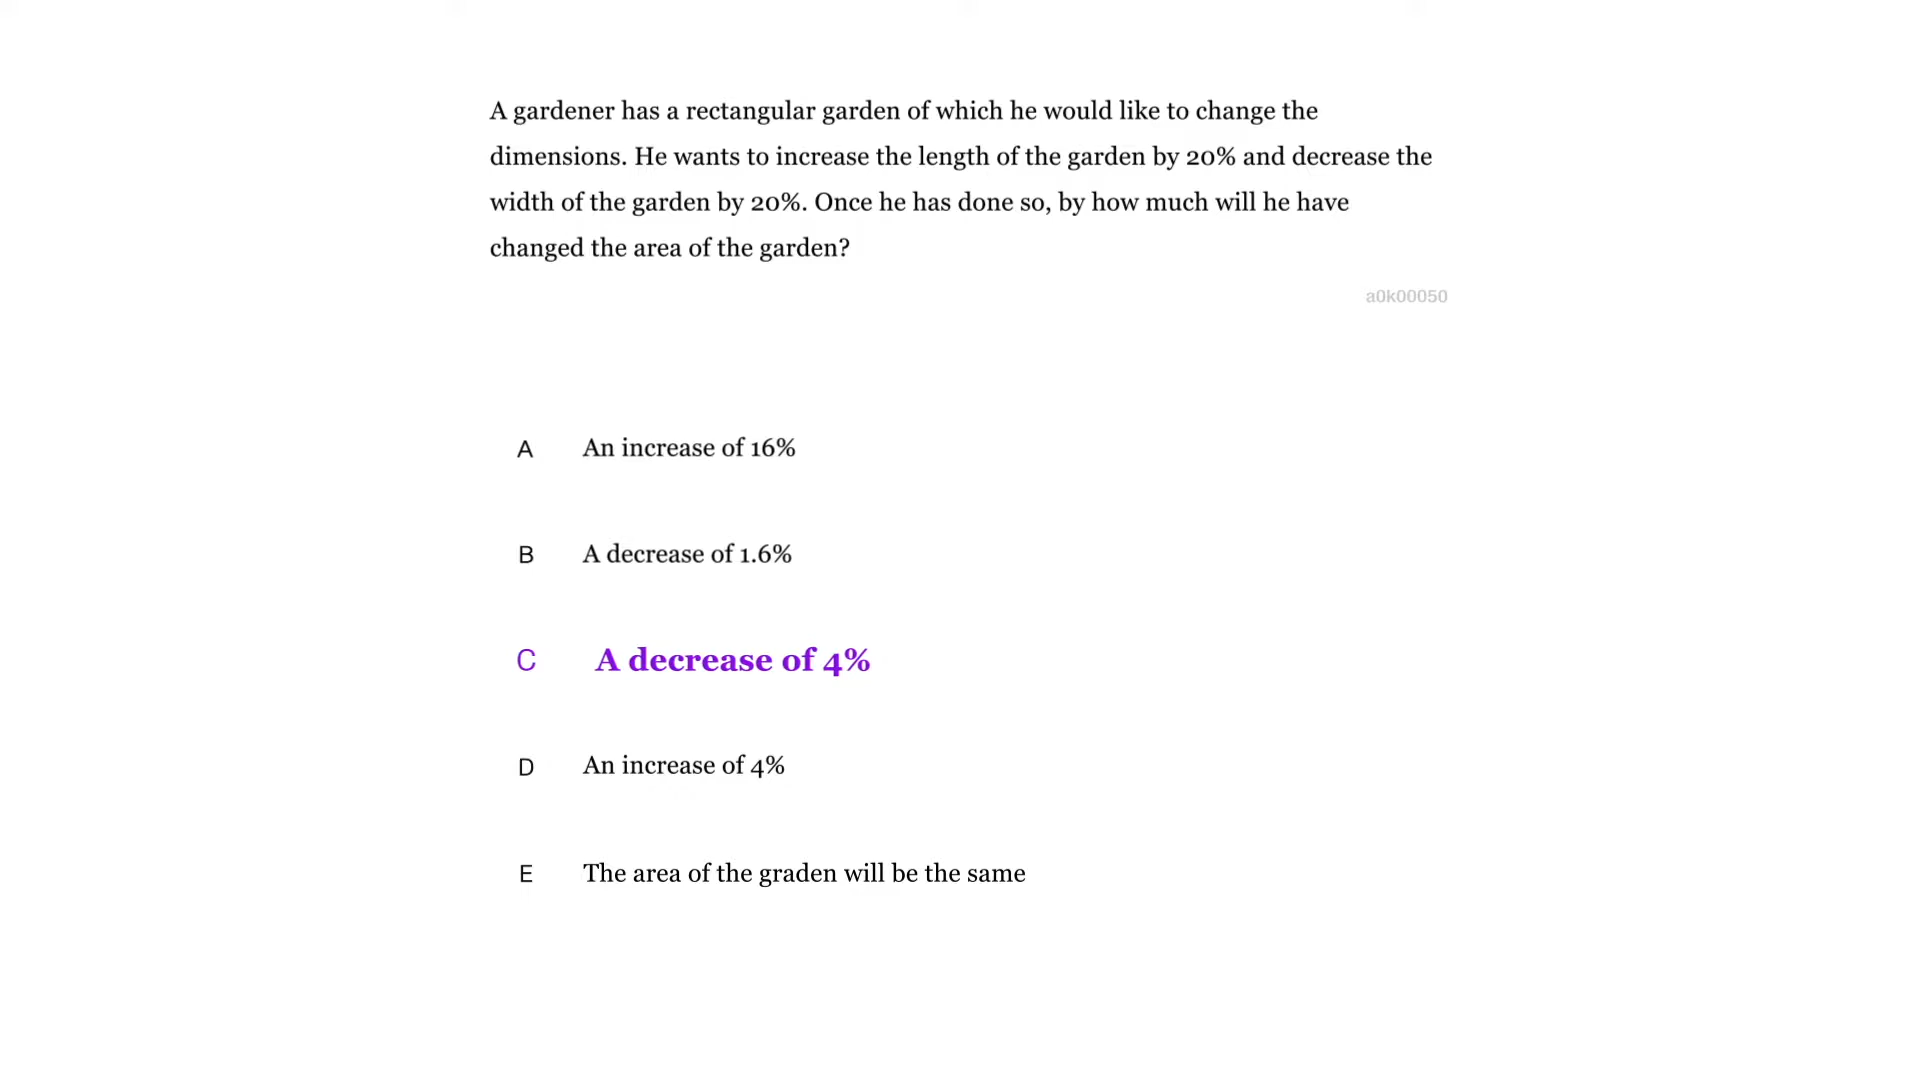 A gardener has a rectangular garden of which he would like to change the
dimensions. He wants to increase the length of the garden by 20% and decrease the
width of the garden by 20%. Once he has done so, by how much will he have
changed the area of the garden?
a0k00050
A An increase of 16%
B A decrease of 1.6%
C A decrease of 4%
D An increase of 4%
E The area of the graden will be the same